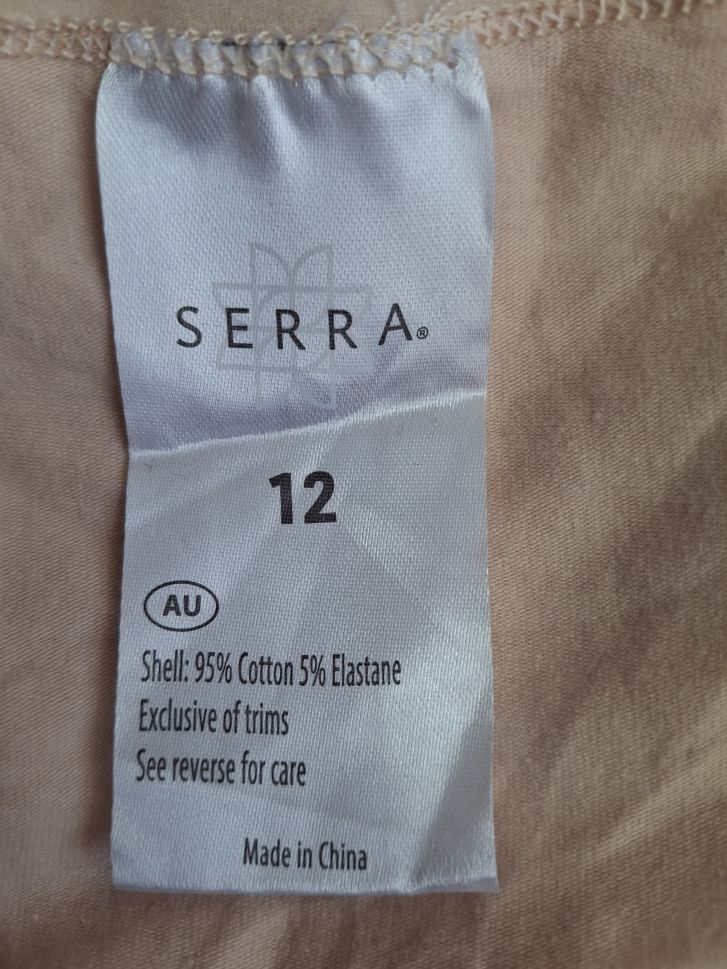 SERRA®
12
AU
Shell: 95% Cotton 5% Elastane
Exclusive of trims
See reverse for care
Made in China